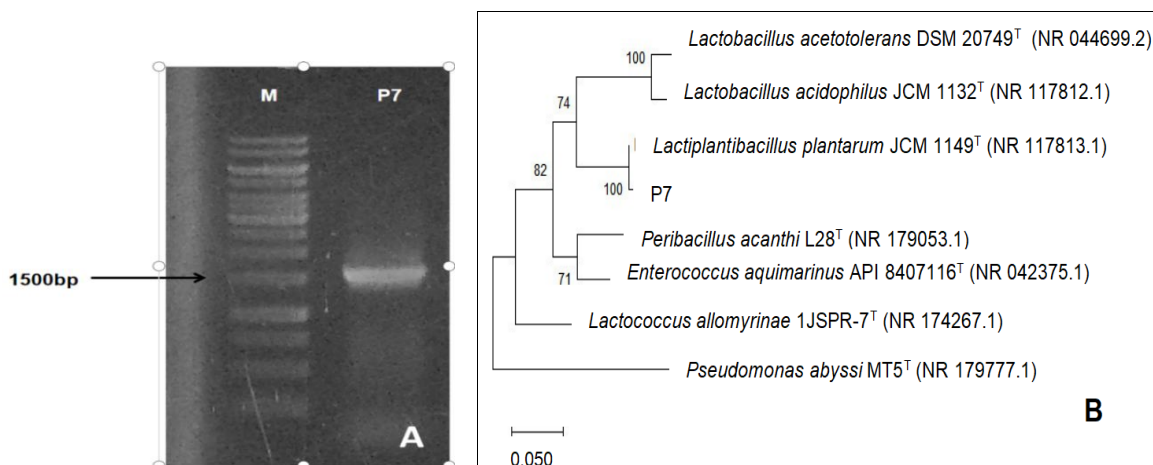 M P7
1500bp
A
Lactobacillus acetotolerans DSM 20749ᵀ (NR 044699.2)
100
Lactobacillus acidophilus JCM 1132ᵀ (NR 117812.1)
74
Lactiplantibacillus plantarum JCM 1149ᵀ (NR 117813.1)
82
100
P7
Peribacillus acanthi L28ᵀ (NR 179053.1)
Enterococcus aquimarinus API 8407116ᵀ (NR 042375.1)
71
Lactococcus allomyrinae 1JSPR-7ᵀ (NR 174267.1)
Pseudomonas abyssi MT5ᵀ (NR 179777.1)
B
0.050